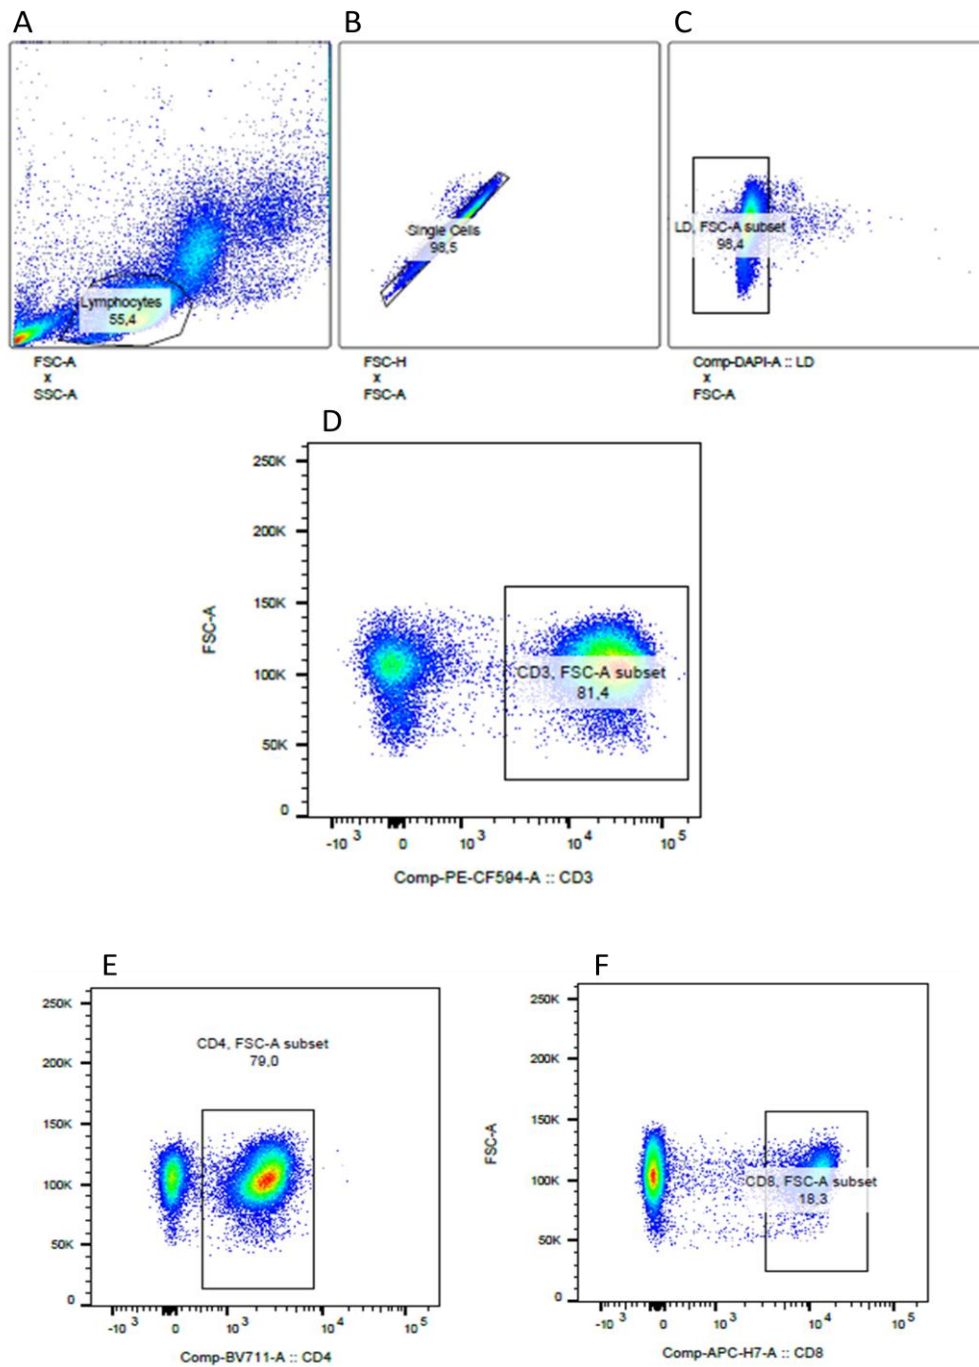 A
B
C
Lymphocytes
55,4
Single Cells
98,5
LD, FSC-A subset
98,4
FSC-A
x
SSC-A
FSC-H
x
FSC-A
Comp-DAPI-A :: LD
x
FSC-A
D
250K
200K
150K
100K
50K
0
FSC-A
CD3, FSC-A subset
81,4
-10 3 0 10 3 10 4 10 5
Comp-PE-CF594-A :: CD3
E
250K
200K
150K
100K
50K
0
CD4, FSC-A subset
79,0
-10 3 0 10 3 10 4 10 5
Comp-BV711-A :: CD4
F
250K
200K
150K
100K
50K
0
FSC-A
CD8, FSC-A subset
18,3
-10 3 0 10 3 10 4 10 5
Comp-APC-H7-A :: CD8